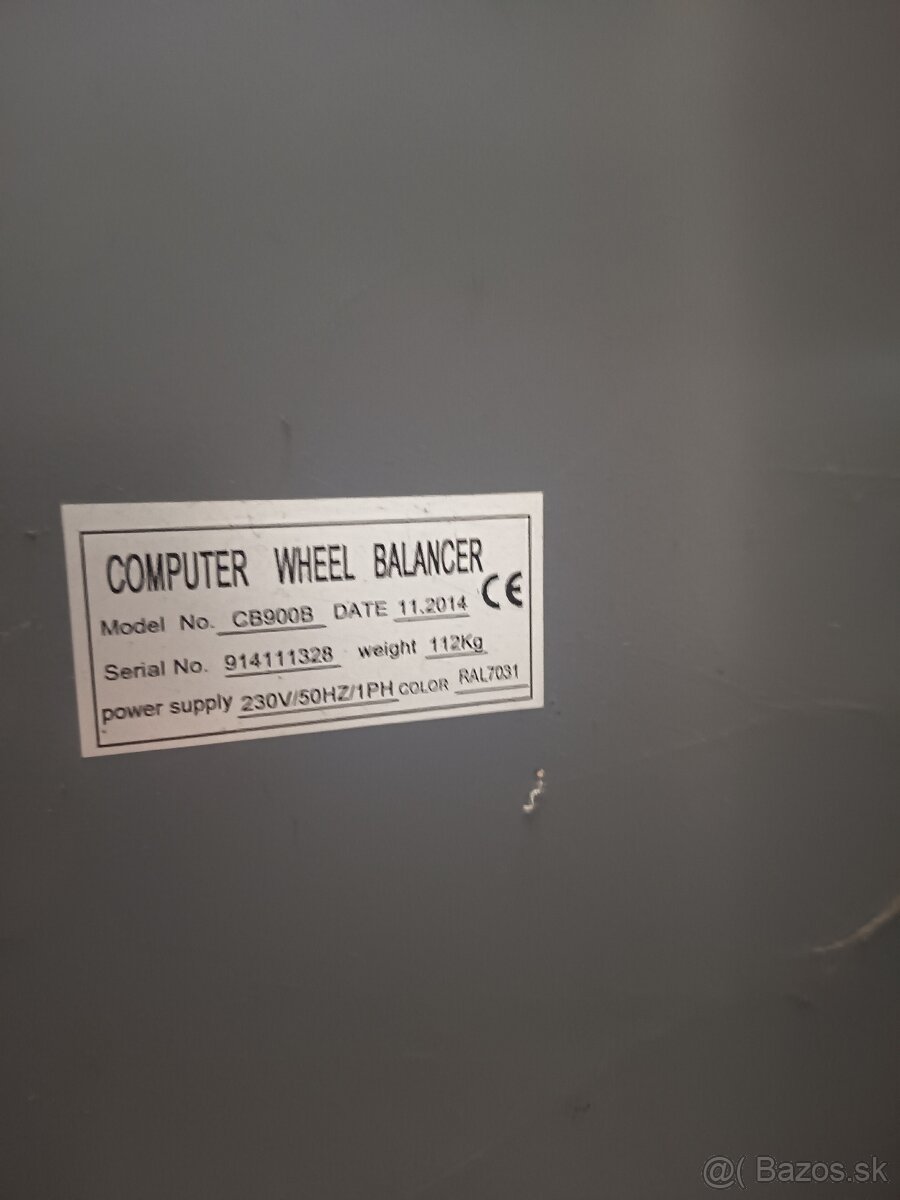 COMPUTER WHEEL BALANCER
Model No. CB900B DATE 11.2014 CE
Serial No. 914111328 weight 112Kg
power supply 230V/50HZ/1PH COLOR RAL7031
@( Bazos.sk